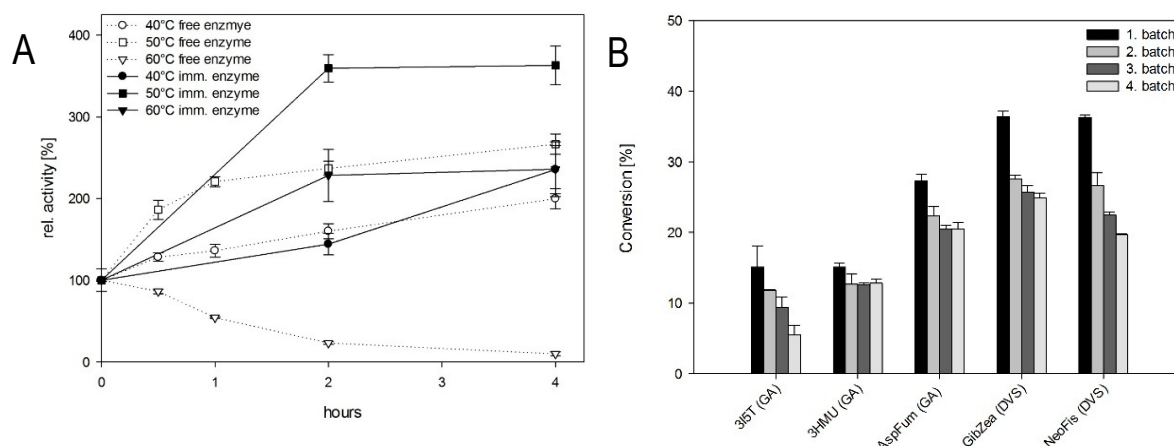 A
rel. activity [%]
400
300
200
100
0
40°C free enzmye
50°C free enzyme
60°C free enzyme
40°C imm. enzyme
50°C imm. enzyme
60°C imm. enzyme
0
1
2
3
4
hours
B
Conversion [%]
50
40
30
20
10
0
1. batch
2. batch
3. batch
4. batch
3I5T (GA)
3HMU (GA)
AspFum (GA)
GibZea (DVS)
NeoFis (DVS)